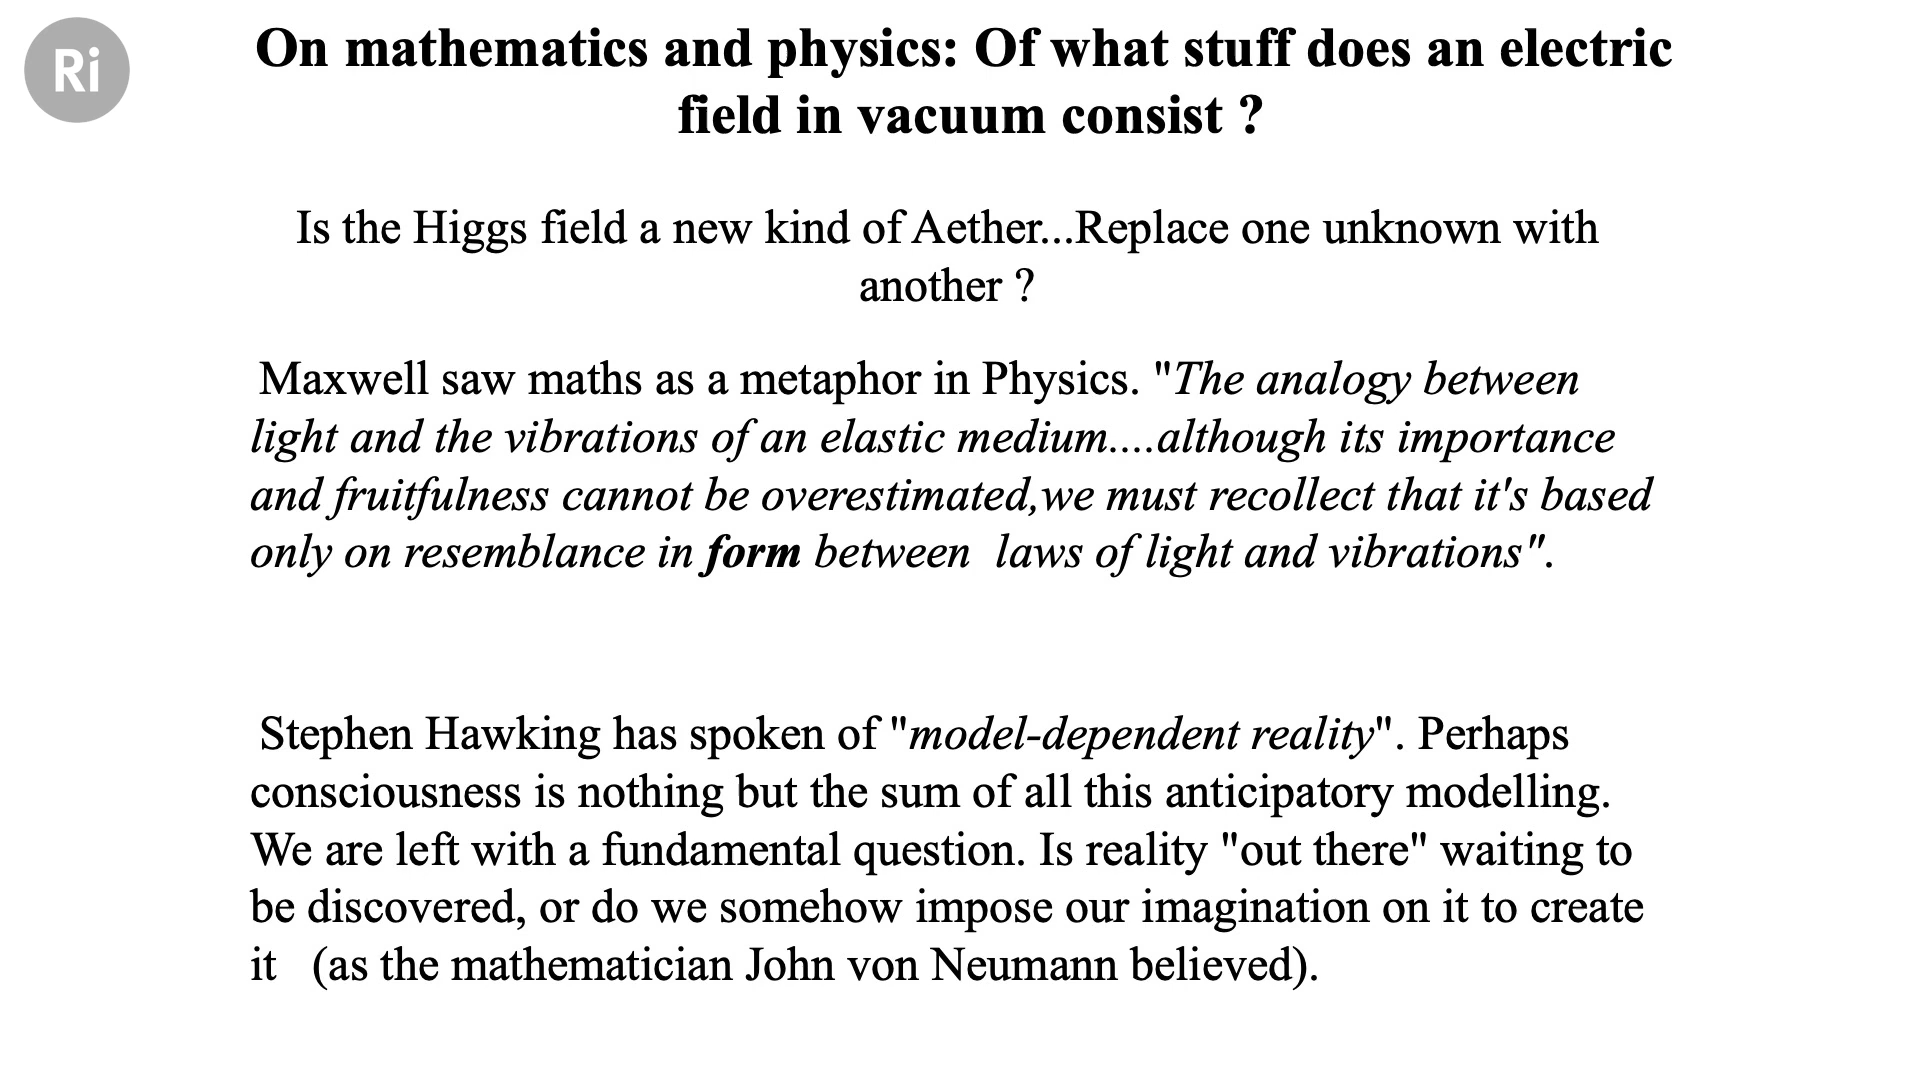 Ri
On mathematics and physics: Of what stuff does an electric
field in vacuum consist ?
Is the Higgs field a new kind of Aether...Replace one unknown with
another ?
Maxwell saw maths as a metaphor in Physics. "The analogy between
light and the vibrations of an elastic medium....although its importance
and fruitfulness cannot be overestimated,we must recollect that it's based
only on resemblance in form between  laws of light and vibrations".
Stephen Hawking has spoken of "model-dependent reality". Perhaps
consciousness is nothing but the sum of all this anticipatory modelling.
We are left with a fundamental question. Is reality "out there" waiting to
be discovered, or do we somehow impose our imagination on it to create
it   (as the mathematician John von Neumann believed).